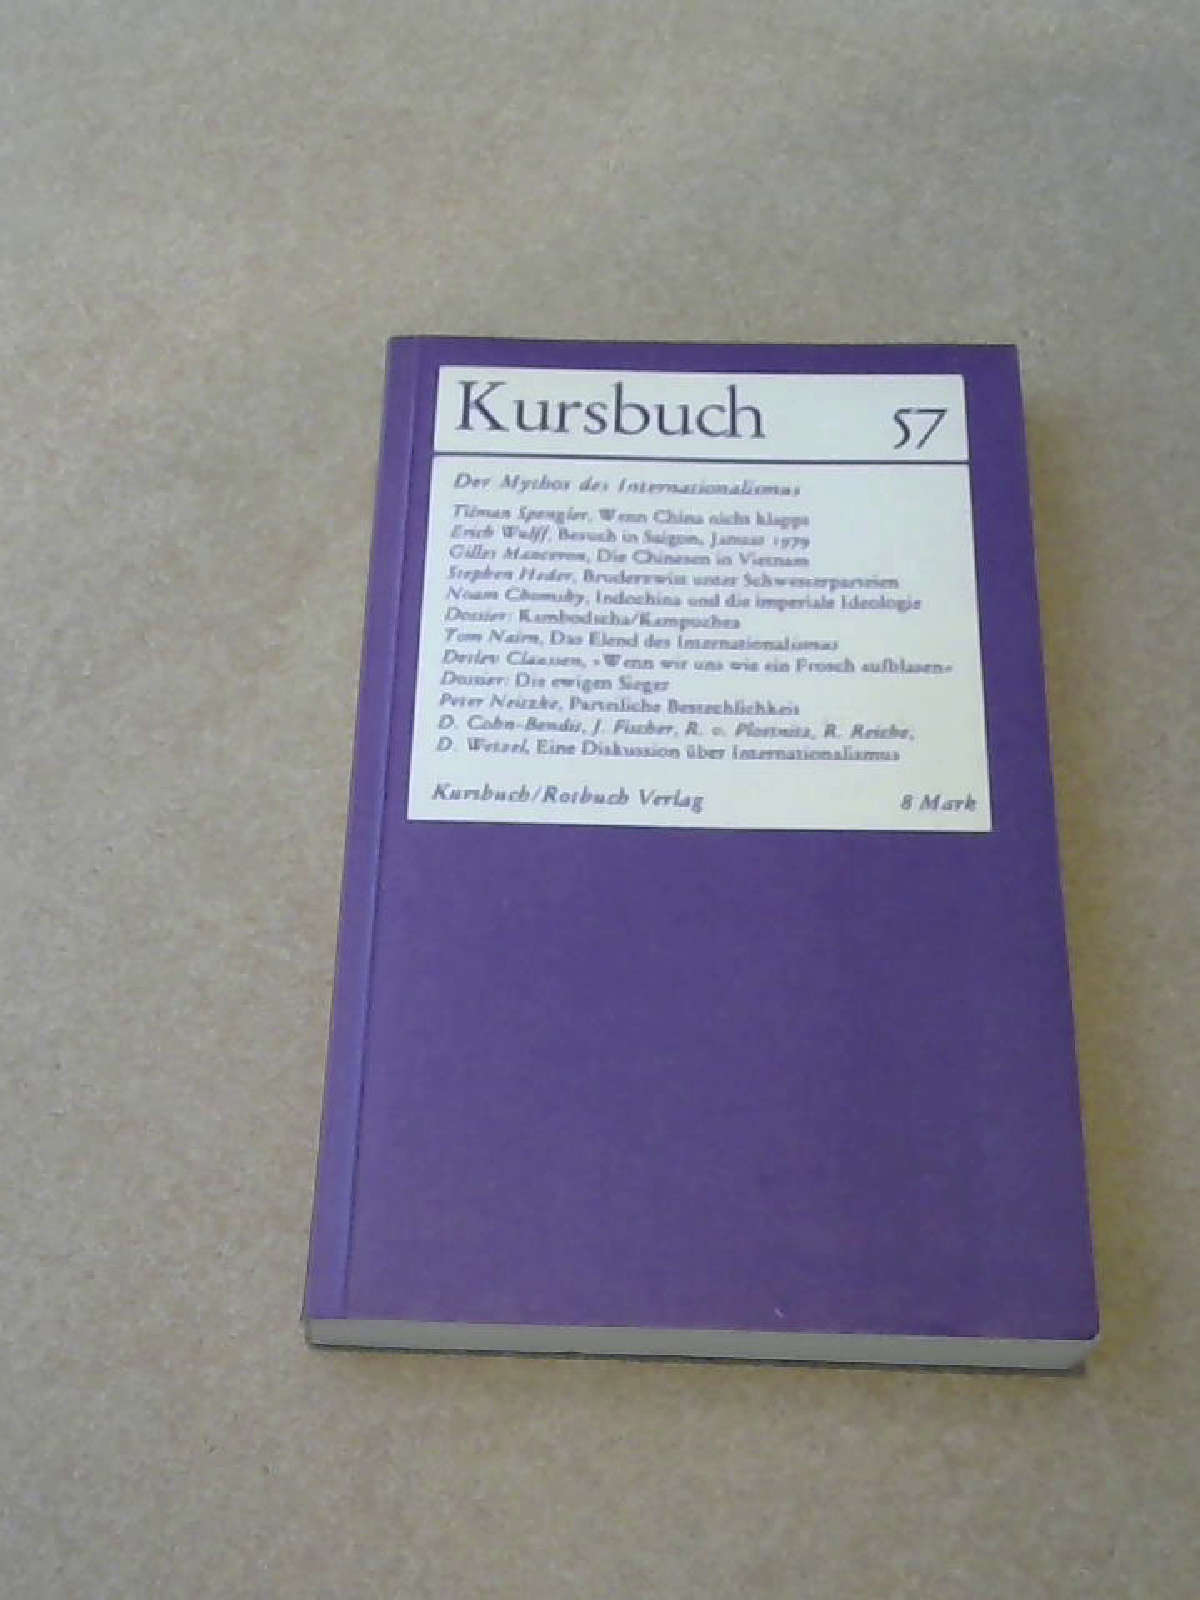 Kursbuch 57
Der Mythos des Internationalismus
Tilman Spengler, Wenn China nicht klappt
Erich Wulff, Besuch in Saigon, Januar 1979
Gilles Manceron, Die Chinesen in Vietnam
Stephen Heder, Bruderzwist unter Schwesterparteien
Noam Chomsky, Indochina und die imperiale Ideologie
Dossier: Kambodscha/Kampuchea
Tom Nairn, Das Elend des Internationalismus
Detlev Claussen, »Wenn wir uns wie ein Frosch aufblasen«
Dossier: Die ewigen Sieger
Peter Neitzke, Parteiliche Bestechlichkeit
D. Cohn-Bendit, J. Fischer, R. v. Plottnitz, R. Reiche,
D. Wetzel, Eine Diskussion über Internationalismus
Kursbuch/Rotbuch Verlag 8 Mark